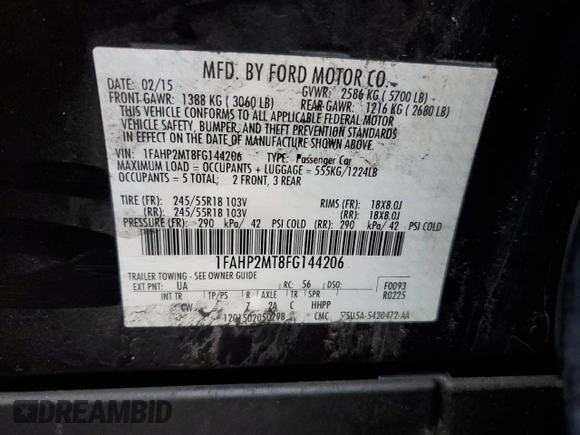 MFD. BY FORD MOTOR CO.
DATE: 02/15 GVWR: 2586 KG ( 5700 LB)
FRONT GAWR: 1388 KG ( 3060 LB) REAR GAWR: 1216 KG ( 2680 LB)
THIS VEHICLE CONFORMS TO ALL APPLICABLE FEDERAL MOTOR
VEHICLE SAFETY, BUMPER, AND THEFT PREVENTION STANDARDS
IN EFFECT ON THE DATE OF MANUFACTURE SHOWN ABOVE.
VIN: 1FAHP2MT8FG144206 TYPE: Passenger Car
MAXIMUM LOAD = OCCUPANTS + LUGGAGE = 555KG/1224LB
OCCUPANTS = 5 TOTAL; 2 FRONT, 3 REAR
TIRE (FR): 245/55R18 103V RIMS (FR): 18X8.0J
(RR): 245/55R18 103V (RR): 18X8.0J
PRESSURE (FR): 290 kPA/ 42 PSI COLD (RR): 290 kPA/ 42 PSI COLD
1FAHP2MT8FG144206
TRAILER TOWING - SEE OWNER GUIDE
EXT PNT: UA RC: 56 DSO: F0093
INT TR TP/PS R AXLE TR HHPP R0225
CW Z 2A C
1201502050298 CMC 5420472-AA
DREAMBID